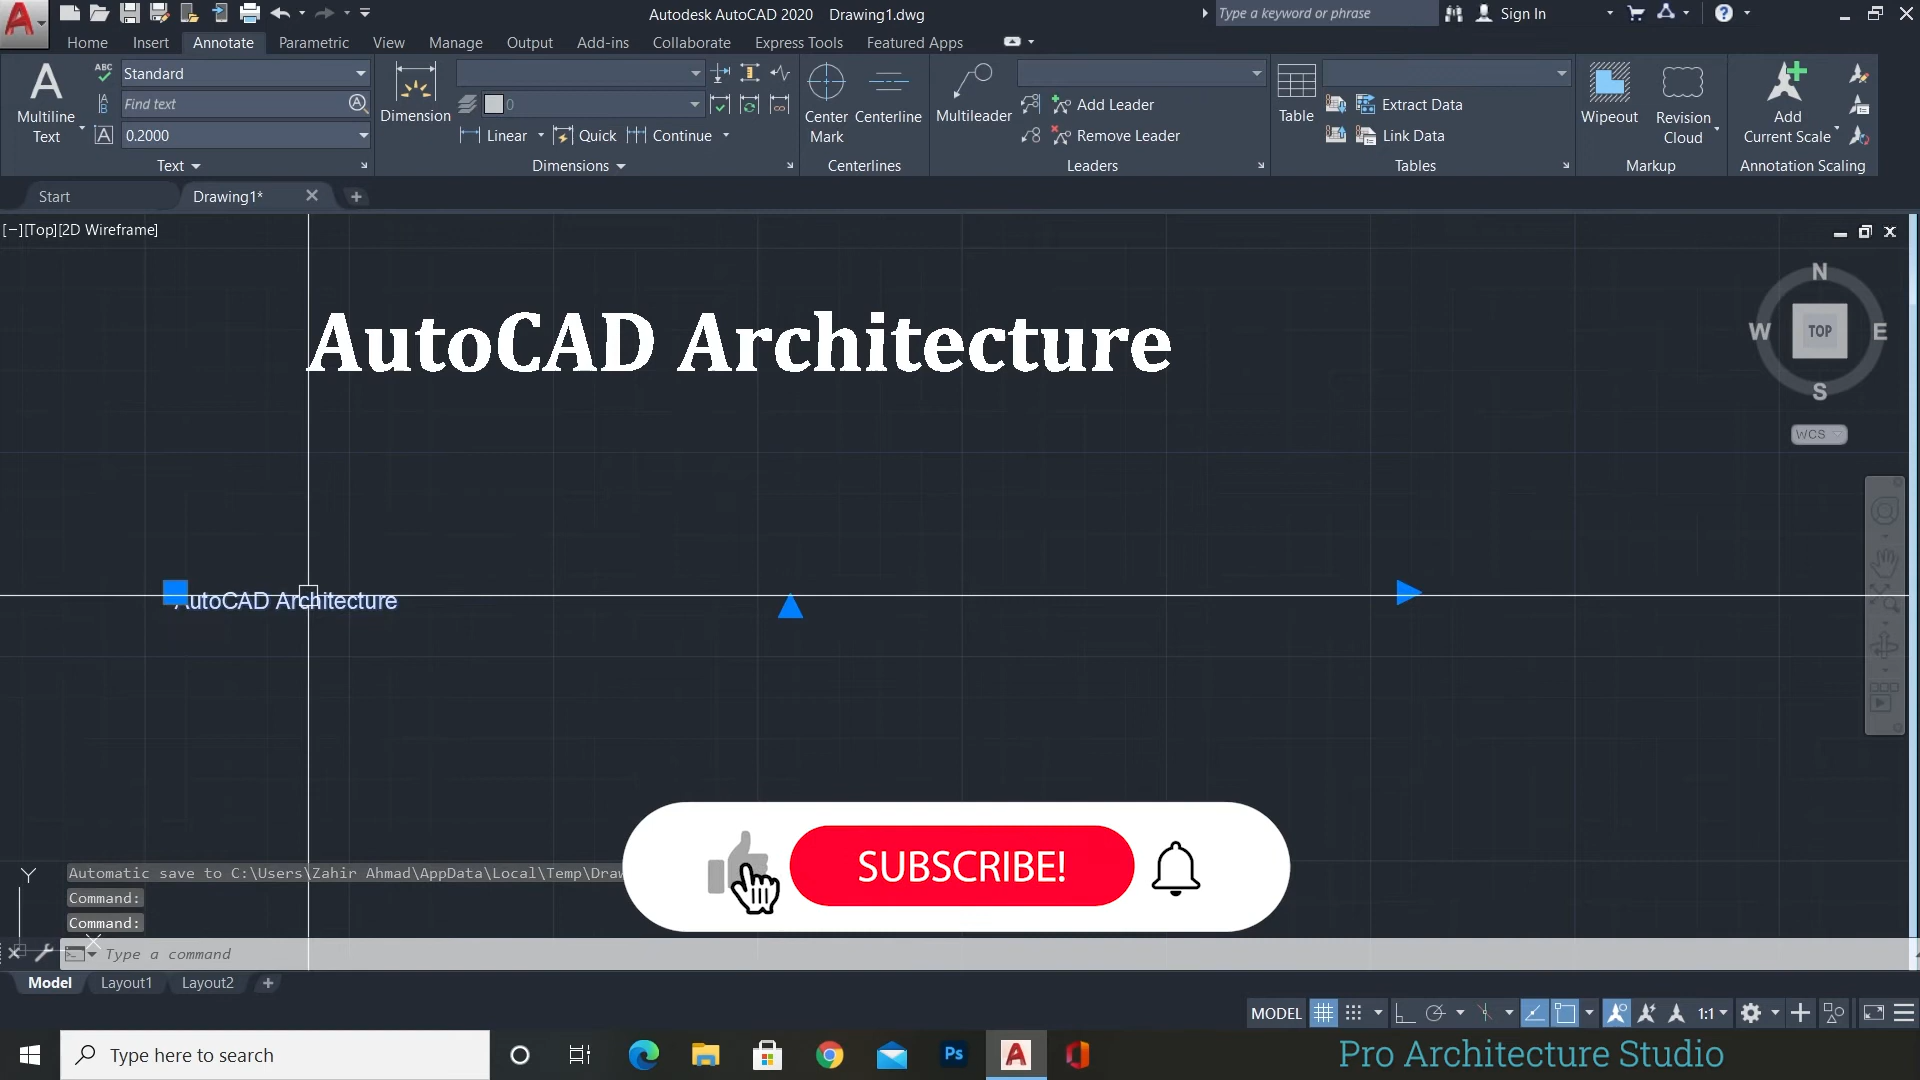 Autodesk AutoCAD 2020 Drawing1.dwg
Type a keyword or phrase
Sign In
Home Insert Annotate Parametric View Manage Output Add-ins Collaborate Express Tools Featured Apps
Multiline
Text
ABC
Standard
Find text
0.2000
Text
Dimension
0
Linear Quick Continue
Dimensions
Center
Mark
Centerline
Centerlines
Multileader
Add Leader
Remove Leader
Leaders
Table
Extract Data
Link Data
Tables
Wipeout
Revision
Cloud
Markup
Add
Current Scale
Annotation Scaling
Start Drawing1*
[−][Top][2D Wireframe]
N
W TOP E
S
WCS
AutoCAD Architecture
AutoCAD Architecture
SUBSCRIBE!
Y
X
Automatic save to C:\Users\Zahir Ahmad\AppData\Local\Temp\Draw
Command:
Command:
Type a command
Model Layout1 Layout2
MODEL 1:1
Type here to search
Ps
Pro Architecture Studio